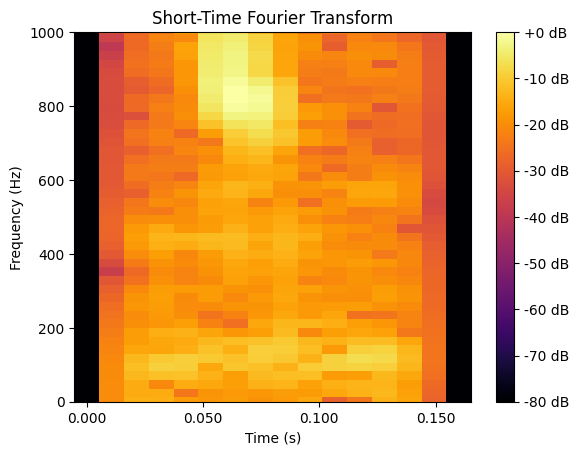 Short-Time Fourier Transform
1000
800
600
400
200
0
Frequency (Hz)
0.000
0.050
0.100
0.150
Time (s)
+0 dB
-10 dB
-20 dB
-30 dB
-40 dB
-50 dB
-60 dB
-70 dB
-80 dB